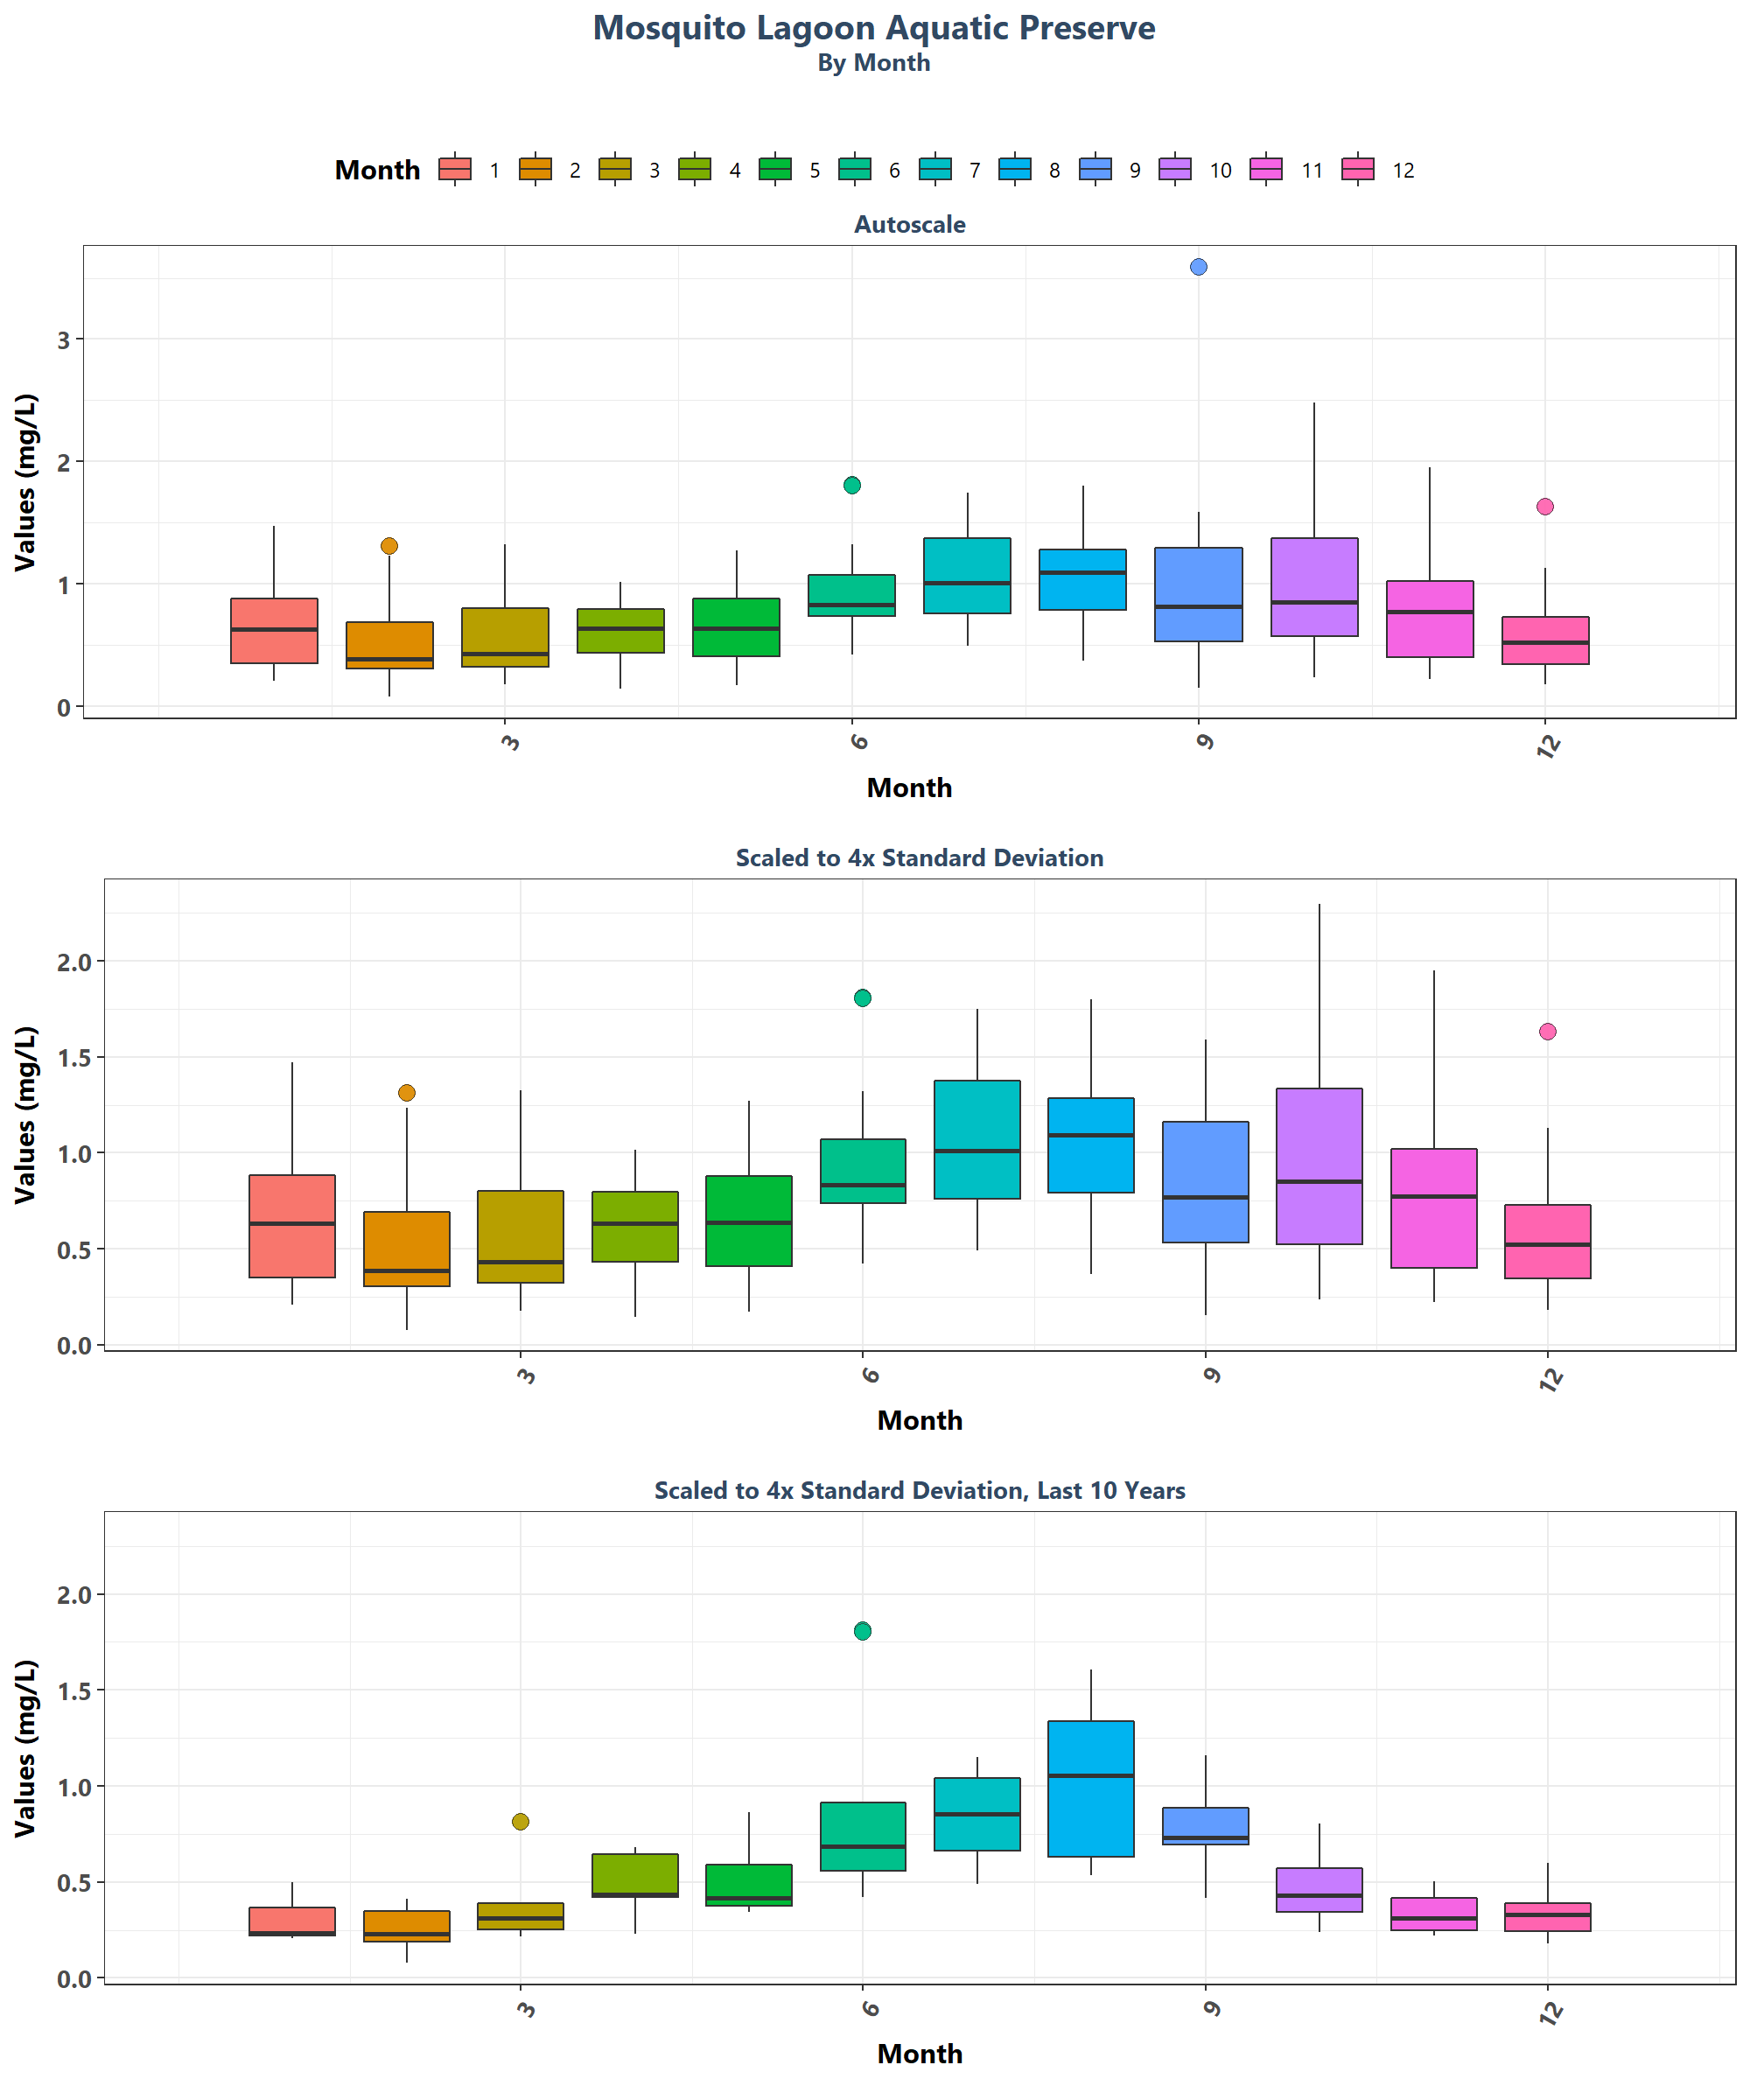 Mosquito Lagoon Aquatic Preserve
By Month
Month 1 2 3 4 5 6 7 8 9 10 11 12
Autoscale
Values (mg/L)
3
2
1
0
3 6 9 12
Month
Scaled to 4x Standard Deviation
Values (mg/L)
2.0
1.5
1.0
0.5
0.0
3 6 9 12
Month
Scaled to 4x Standard Deviation, Last 10 Years
Values (mg/L)
2.0
1.5
1.0
0.5
0.0
3 6 9 12
Month